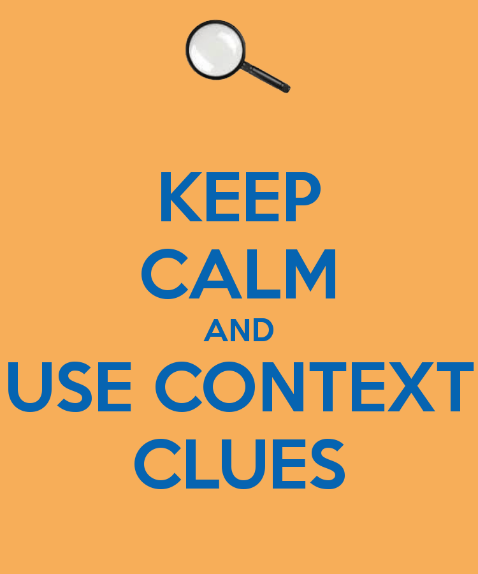 KEEP
CALM
AND
USE CONTEXT
CLUES